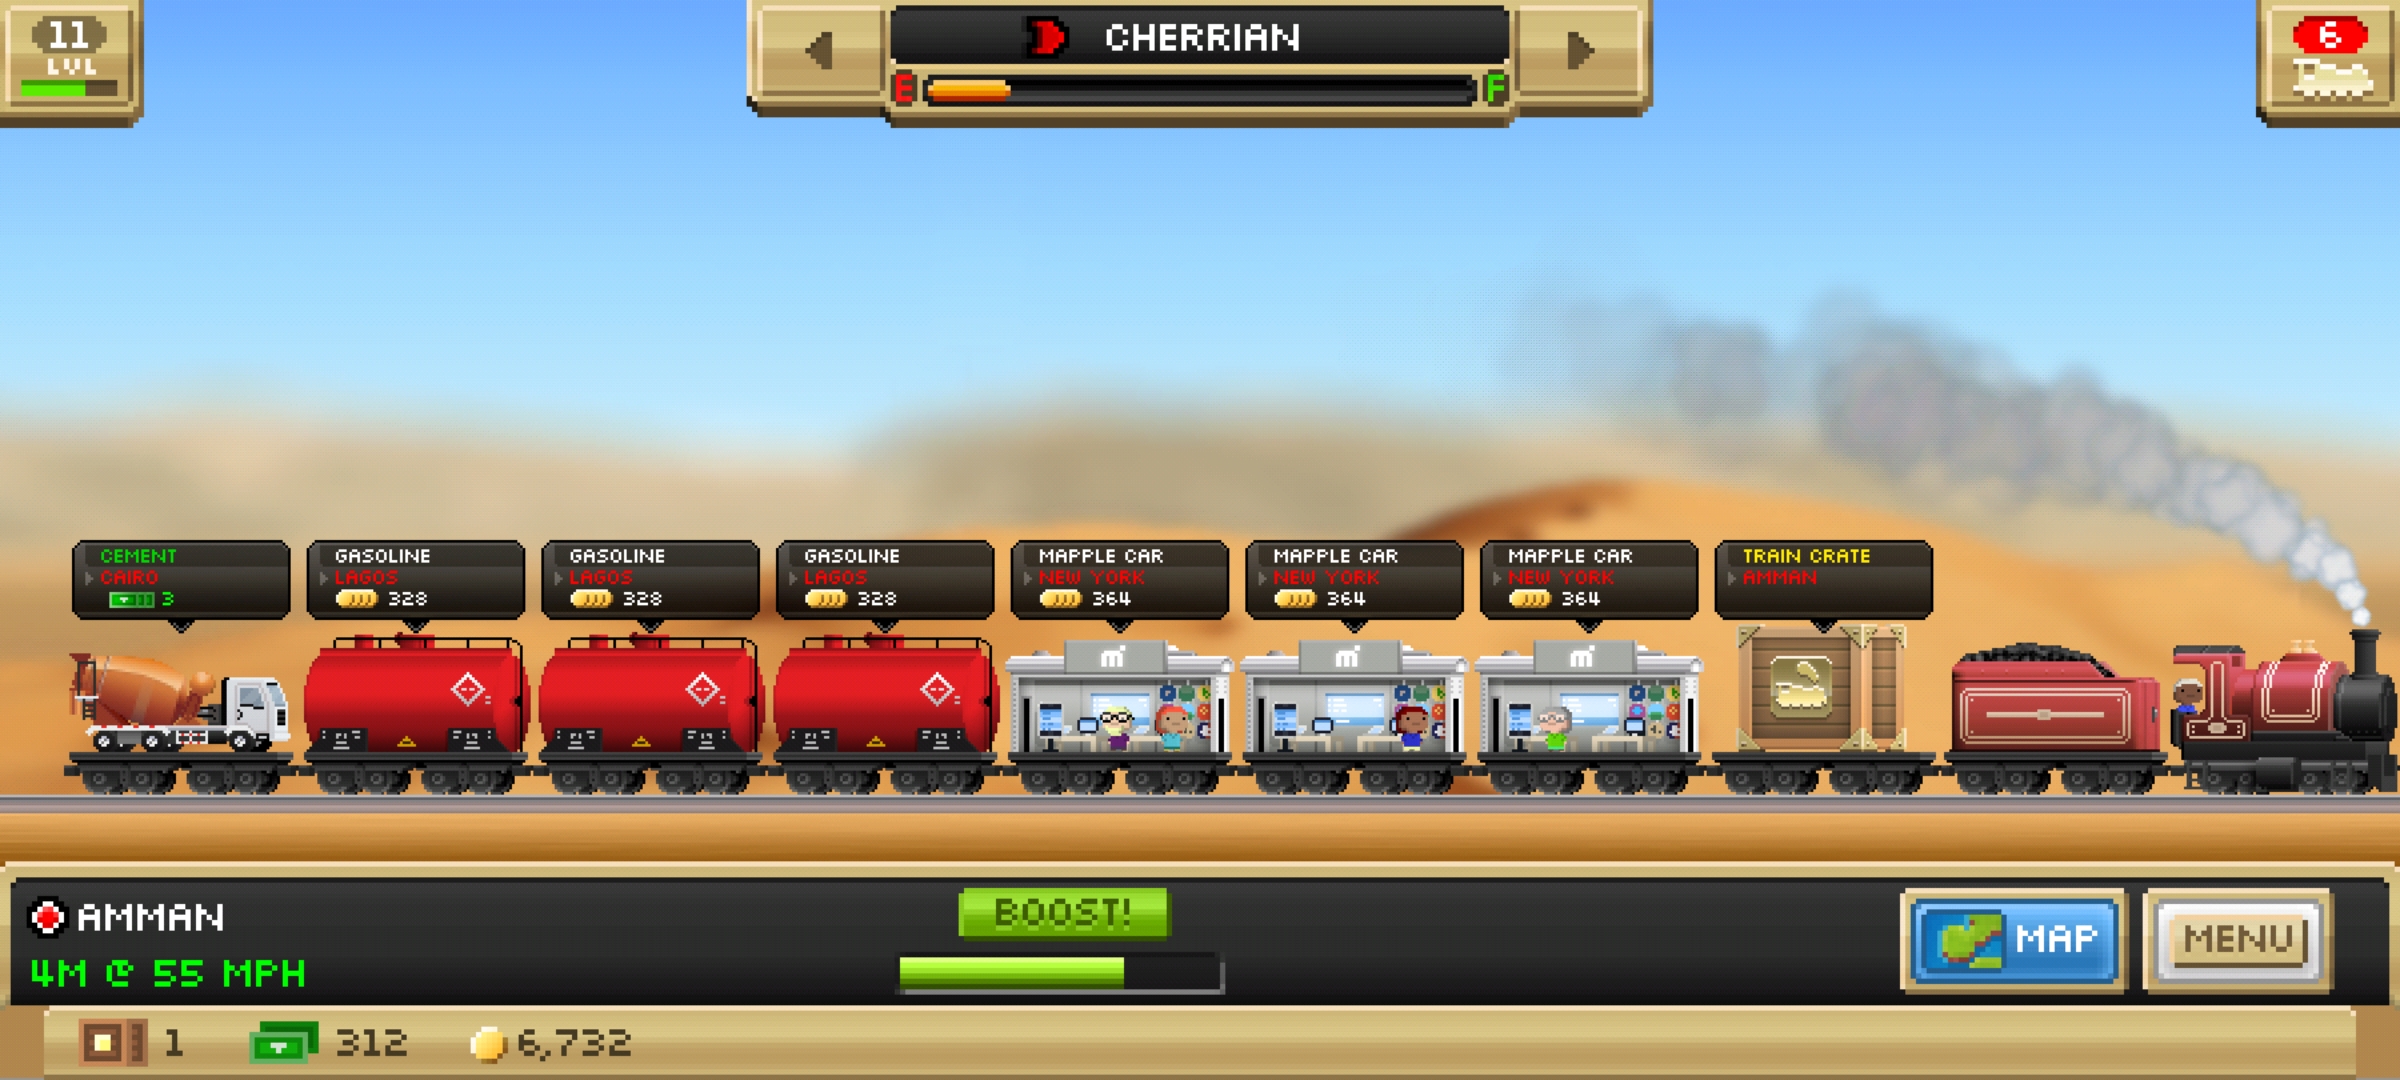 11
LVL
CHERRIAN
E F
6
CEMENT
CAIRO
3
GASOLINE
LAGOS
328
GASOLINE
LAGOS
328
GASOLINE
LAGOS
328
MAPPLE CAR
NEW YORK
364
MAPPLE CAR
NEW YORK
364
MAPPLE CAR
NEW YORK
364
TRAIN CRATE
AMMAN
m
m
m
AMMAN
4M @ 55 MPH
BOOST!
MAP
MENU
1
312
6,732